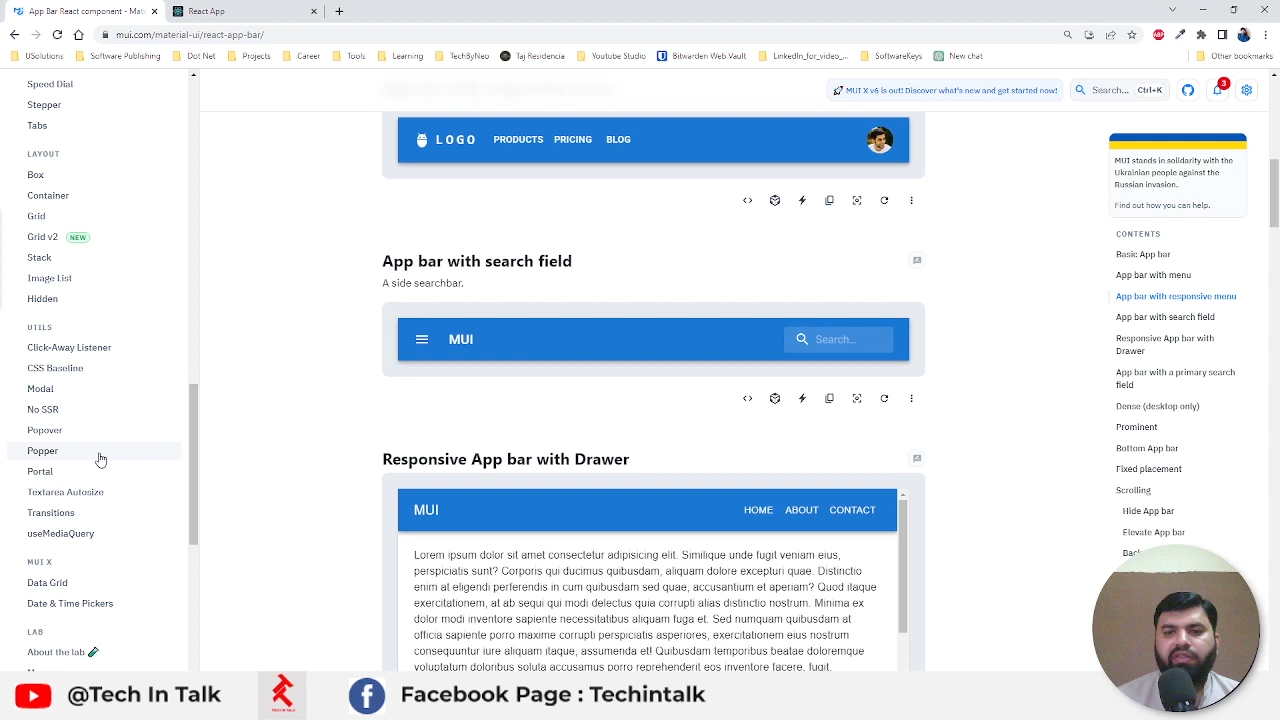 App Bar React component - Mat
React App
mui.com/material-ui/react-app-bar/
USolutions
Submission
Dot Net
Projects
Career
Tools
Learning
TechByNeo
Taj Residencia
Youtube Studio
Bitwarden Web Vault
LinkedIn_for_video_...
SoftwareKeys
New chat
Other bookmarks
Speed Dial
Stepper
Tabs
LAYOUT
Box
Container
Grid
Grid v2 NEW
Stack
Image List
Hidden
UTILS
Click-Away Listener
CSS Baseline
Modal
No SSR
Popover
Popper
Portal
Textarea Autosize
Transitions
useMediaQuery
MUI X
Data Grid
Date & Time Pickers
LAB
About the lab
MUI X v6 is out! Discover what's new and get started now!
Search... Ctrl+K
3
LOGO PRODUCTS PRICING BLOG
App bar with search field
A side searchbar.
MUI Search...
Responsive App bar with Drawer
MUI HOME ABOUT CONTACT
Lorem ipsum dolor sit amet consectetur adipisicing elit. Similique unde fugit veniam eius,
perspiciatis sunt? Corporis qui ducimus quibusdam, aliquam dolore excepturi quae. Distinctio
enim at eligendi perferendis in cum quibusdam sed quae, accusantium et aperiam? Quod itaque
exercitationem, at ab sequi qui modi delectus quia corrupti alias distinctio nostrum. Minima ex
dolor modi inventore sapiente necessitatibus aliquam fuga et. Sed numquam quibusdam at
officia sapiente porro maxime corrupti perspiciatis asperiores, exercitationem eius debitis
consequuntur iure aliquam itaque, assumenda et! Quibusdam temporibus beatae doloremque
voluptatum doloribus soluta accusamus porro reprehenderit eos inventore facere, fugit,
MUI stands in solidarity with the
Ukrainian people against the
Russian invasion.
Find out how you can help.
CONTENTS
Basic App bar
App bar with menu
App bar with responsive menu
App bar with search field
Responsive App bar with
Drawer
App bar with a primary search
field
Dense (desktop only)
Prominent
Bottom App bar
Fixed placement
Scrolling
Hide App bar
Elevate App bar
Bac
@Tech In Talk
TECH IN TALK
Facebook Page : Techintalk